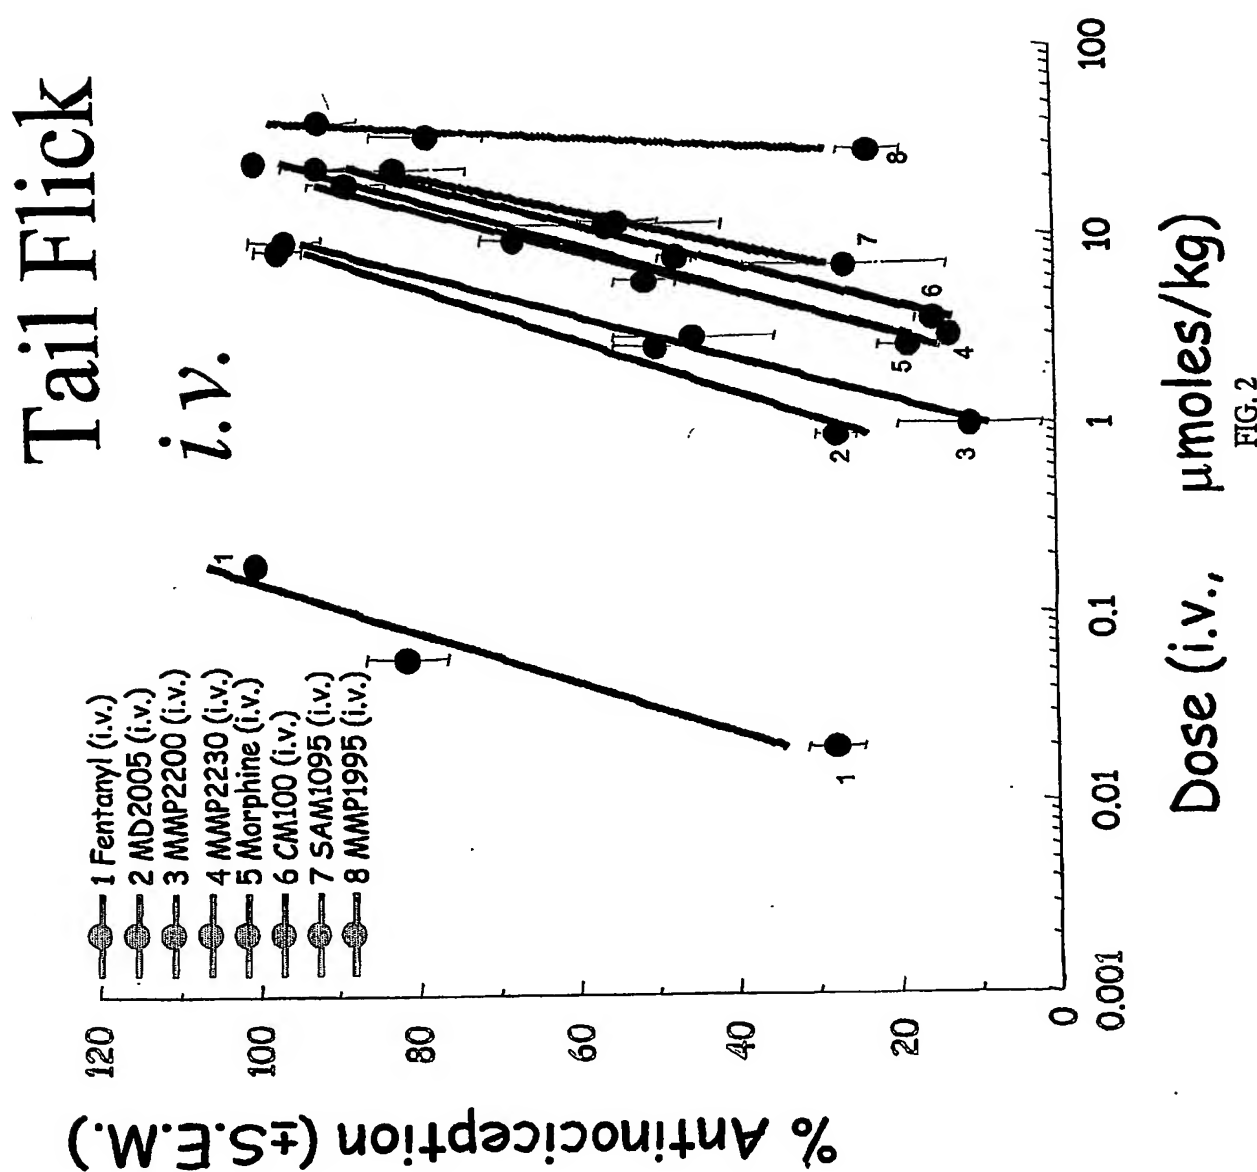 Tail Flick
i.v.
1 Fentanyl (i.v.)
2 MD2005 (i.v.)
3 MMP2200 (i.v.)
4 MMP2230 (i.v.)
5 Morphine (i.v.)
6 CM100 (i.v.)
7 SAM1095 (i.v.)
8 MMP1995 (i.v.)
% Antinociception (±S.E.M.)
120
100
80
60
40
20
0
1
1
2
3
5
4
6
7
8
0.001
0.01
0.1
1
10
100
Dose (i.v., µmoles/kg)
FIG. 2